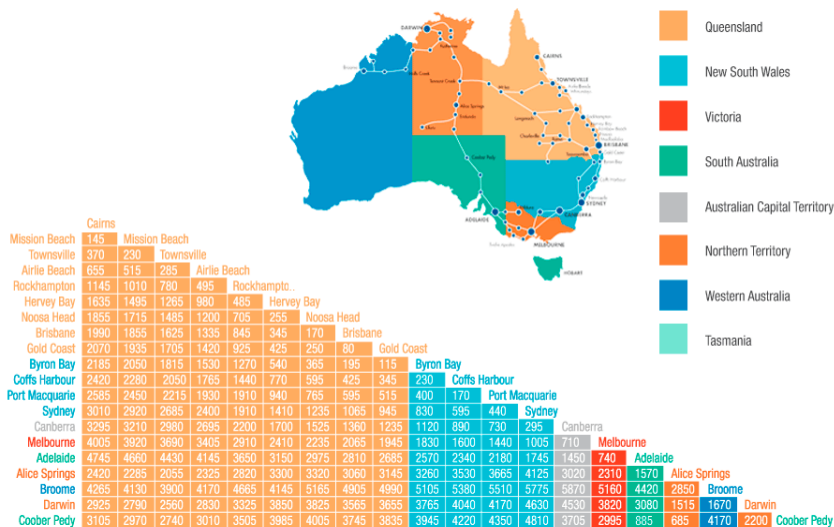 DARWIN
Katherine
CAIRNS
TOWNSVILLE
Broome
Tennant Creek
Alice Springs
Longreach
Charleville
BRISBANE
Coober Pedy
ADELAIDE
SYDNEY
CANBERRA
MELBOURNE
HOBART
Queensland
New South Wales
Victoria
South Australia
Australian Capital Territory
Northern Territory
Western Australia
Tasmania
Cairns
Mission Beach 145 Mission Beach
Townsville 370 230 Townsville
Airlie Beach 655 515 285 Airlie Beach
Rockhampton 1145 1010 780 495 Rockhampto..
Hervey Bay 1635 1495 1265 980 485 Hervey Bay
Noosa Head 1855 1715 1485 1200 705 255 Noosa Head
Brisbane 1990 1855 1625 1335 845 345 170 Brisbane
Gold Coast 2070 1935 1705 1420 925 425 250 80 Gold Coast
Byron Bay 2185 2050 1815 1530 1270 540 365 195 115 Byron Bay
Coffs Harbour 2420 2280 2050 1765 1440 770 595 425 345 230 Coffs Harbour
Port Macquarie 2585 2450 2215 1930 1910 940 765 595 515 400 170 Port Macquarie
Sydney 3010 2920 2685 2400 1910 1410 1235 1065 945 830 595 440 Sydney
Canberra 3295 3210 2980 2695 2200 1700 1525 1360 1235 1120 890 730 295 Canberra
Melbourne 4005 3920 3690 3405 2910 2410 2235 2065 1945 1830 1600 1440 1005 710 Melbourne
Adelaide 4745 4660 4430 4145 3650 3150 2975 2810 2685 2570 2340 2180 1745 1450 740 Adelaide
Alice Springs 2420 2285 2055 2325 2820 3300 3320 3060 3145 3260 3530 3665 4125 3020 2310 1570 Alice Springs
Broome 4265 4130 3900 4170 4665 4145 5165 4905 4990 5105 5380 5510 5775 5870 5160 4420 2850 Broome
Darwin 2925 2790 2560 2830 3325 3850 3825 3565 3655 3765 4040 4170 4630 4530 3820 3080 1515 1670 Darwin
Coober Pedy 3105 2970 2740 3010 3505 3985 4005 3745 3835 3945 4220 4350 4810 3705 2995 885 685 4170 2200 Coober Pedy